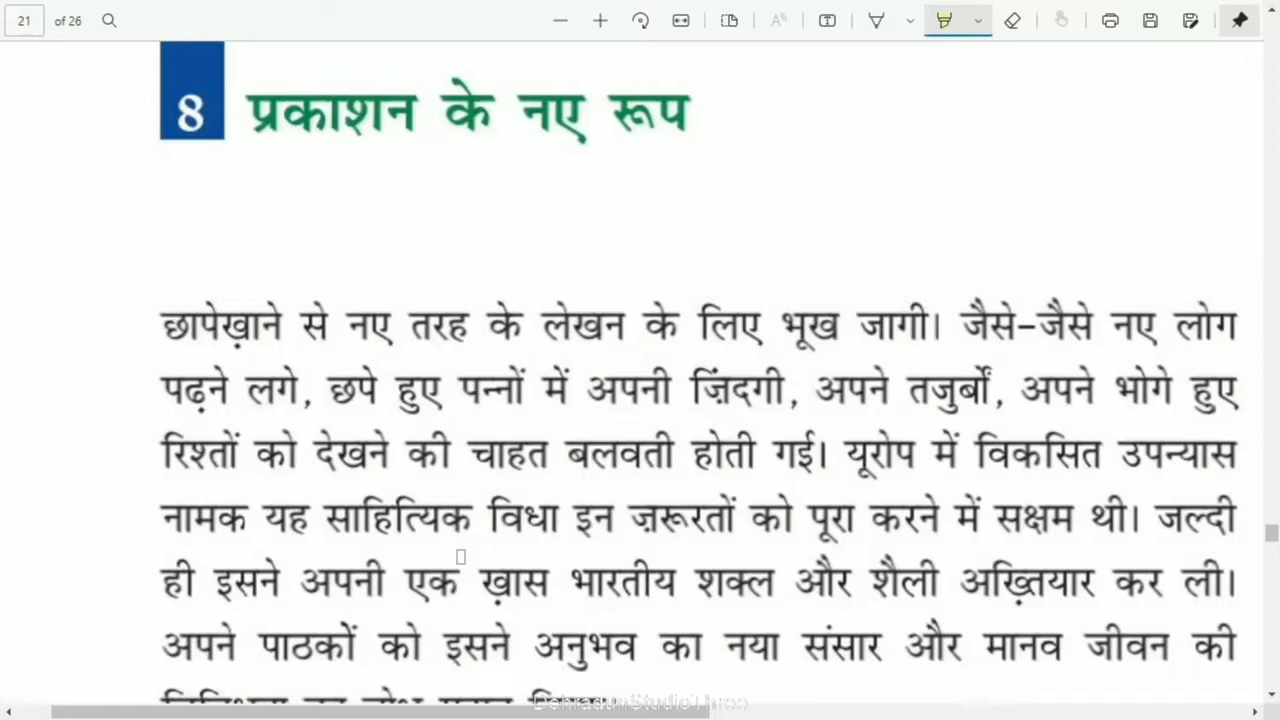 21 of 26
8 प्रकाशन के नए रूप
छापेख़ाने से नए तरह के लेखन के लिए भूख जागी। जैसे-जैसे नए लोग
पढ़ने लगे, छपे हुए पन्नों में अपनी ज़िंदगी, अपने तजुर्बों, अपने भोगे हुए
रिश्तों को देखने की चाहत बलवती होती गई। यूरोप में विकसित उपन्यास
नामक यह साहित्यिक विधा इन ज़रूरतों को पूरा करने में सक्षम थी। जल्दी
ही इसने अपनी एक ख़ास भारतीय शक्ल और शैली अख़्तियार कर ली।
अपने पाठकों को इसने अनुभव का नया संसार और मानव जीवन की